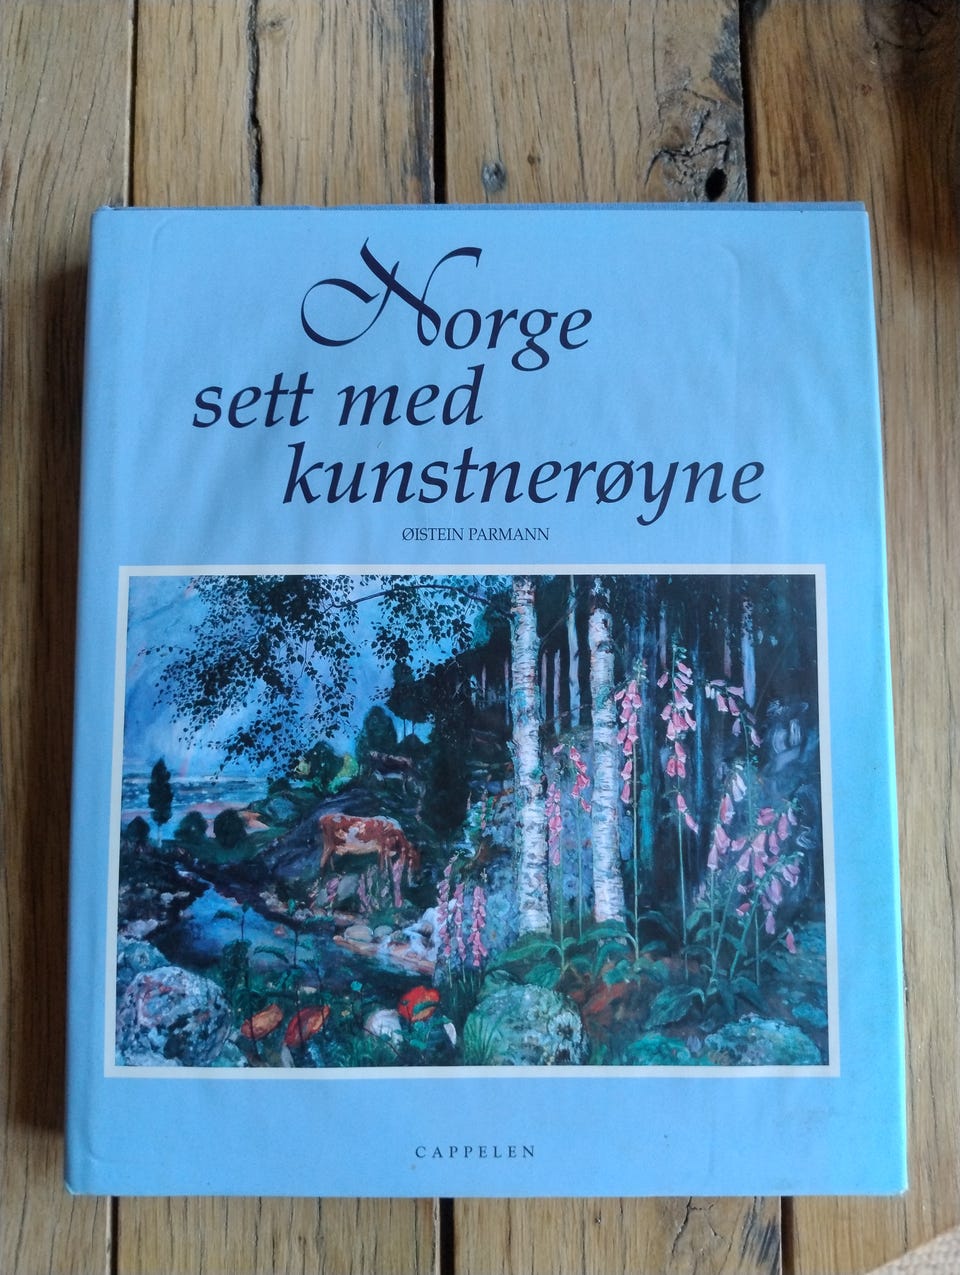 Norge
sett med
kunstnerøyne
ØISTEIN PARMANN
CAPPELEN